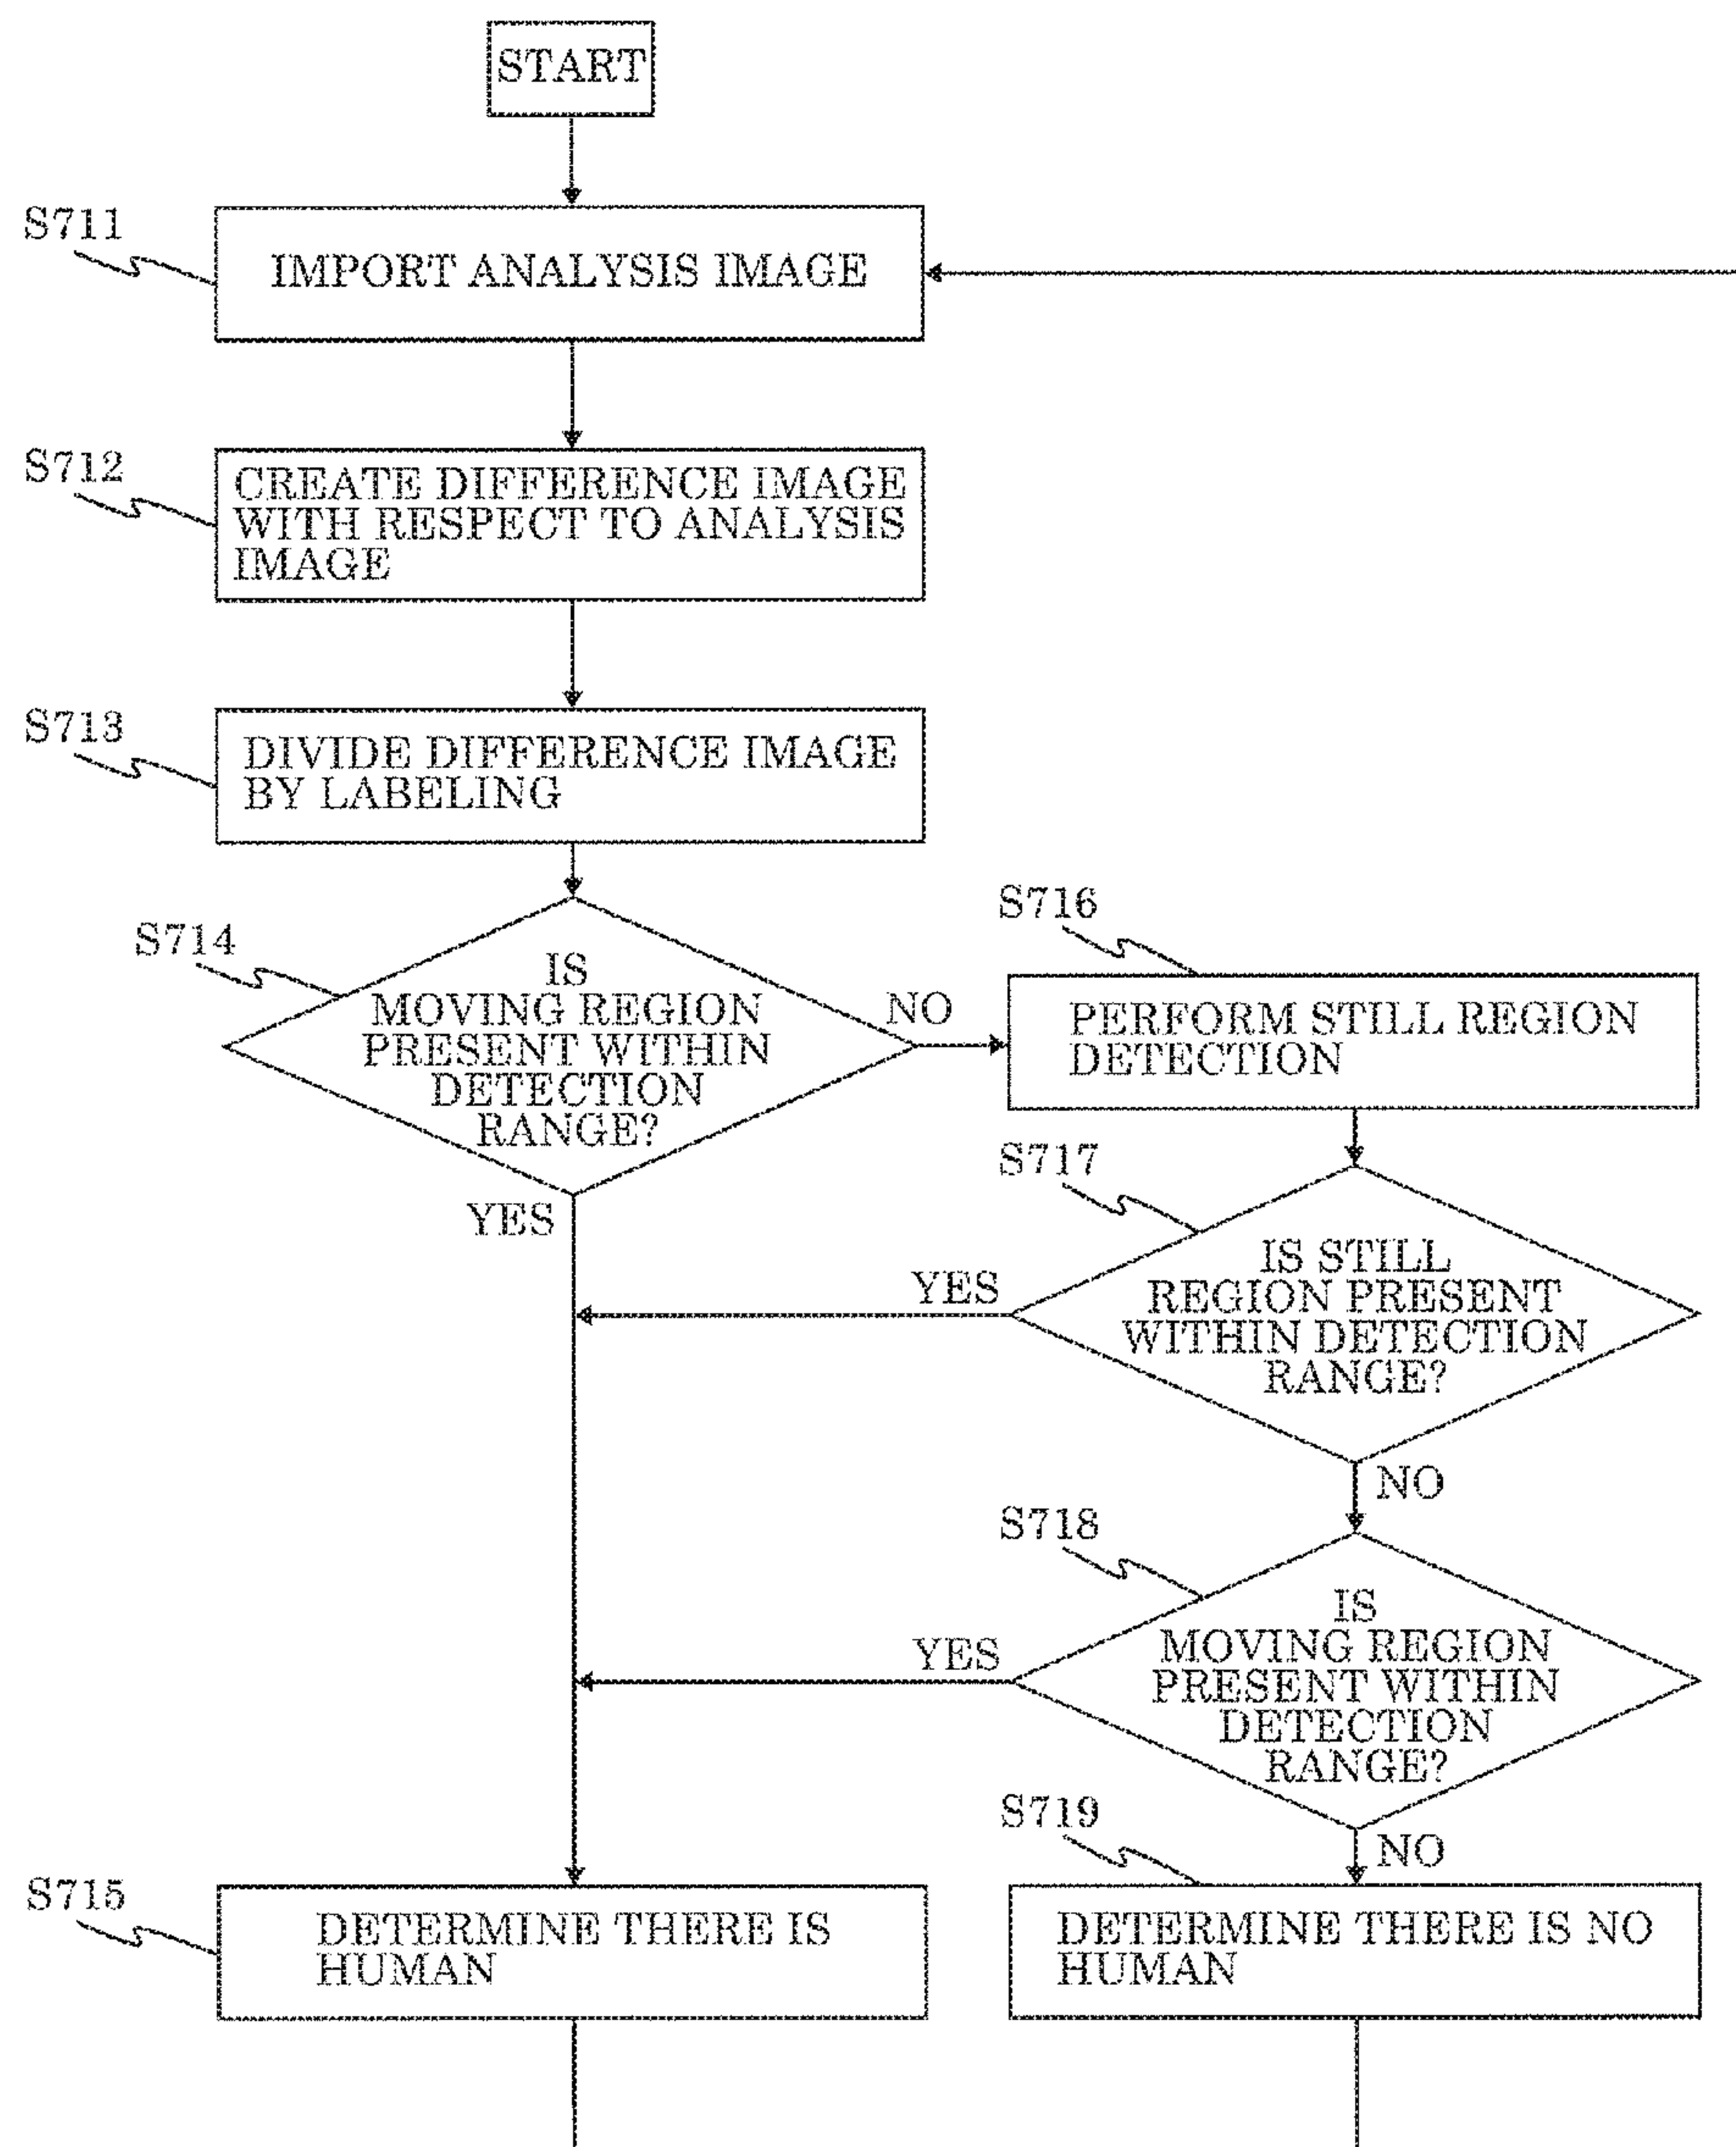 START
S711
IMPORT ANALYSIS IMAGE
S712
CREATE DIFFERENCE IMAGE
WITH RESPECT TO ANALYSIS
IMAGE
S713
DIVIDE DIFFERENCE IMAGE
BY LABELING
S714
IS
MOVING REGION
PRESENT WITHIN
DETECTION
RANGE?
NO
YES
S716
PERFORM STILL REGION
DETECTION
S717
IS STILL
REGION PRESENT
WITHIN DETECTION
RANGE?
YES
NO
S718
IS
MOVING REGION
PRESENT WITHIN
DETECTION
RANGE?
YES
NO
S715
DETERMINE THERE IS
HUMAN
S719
DETERMINE THERE IS NO
HUMAN